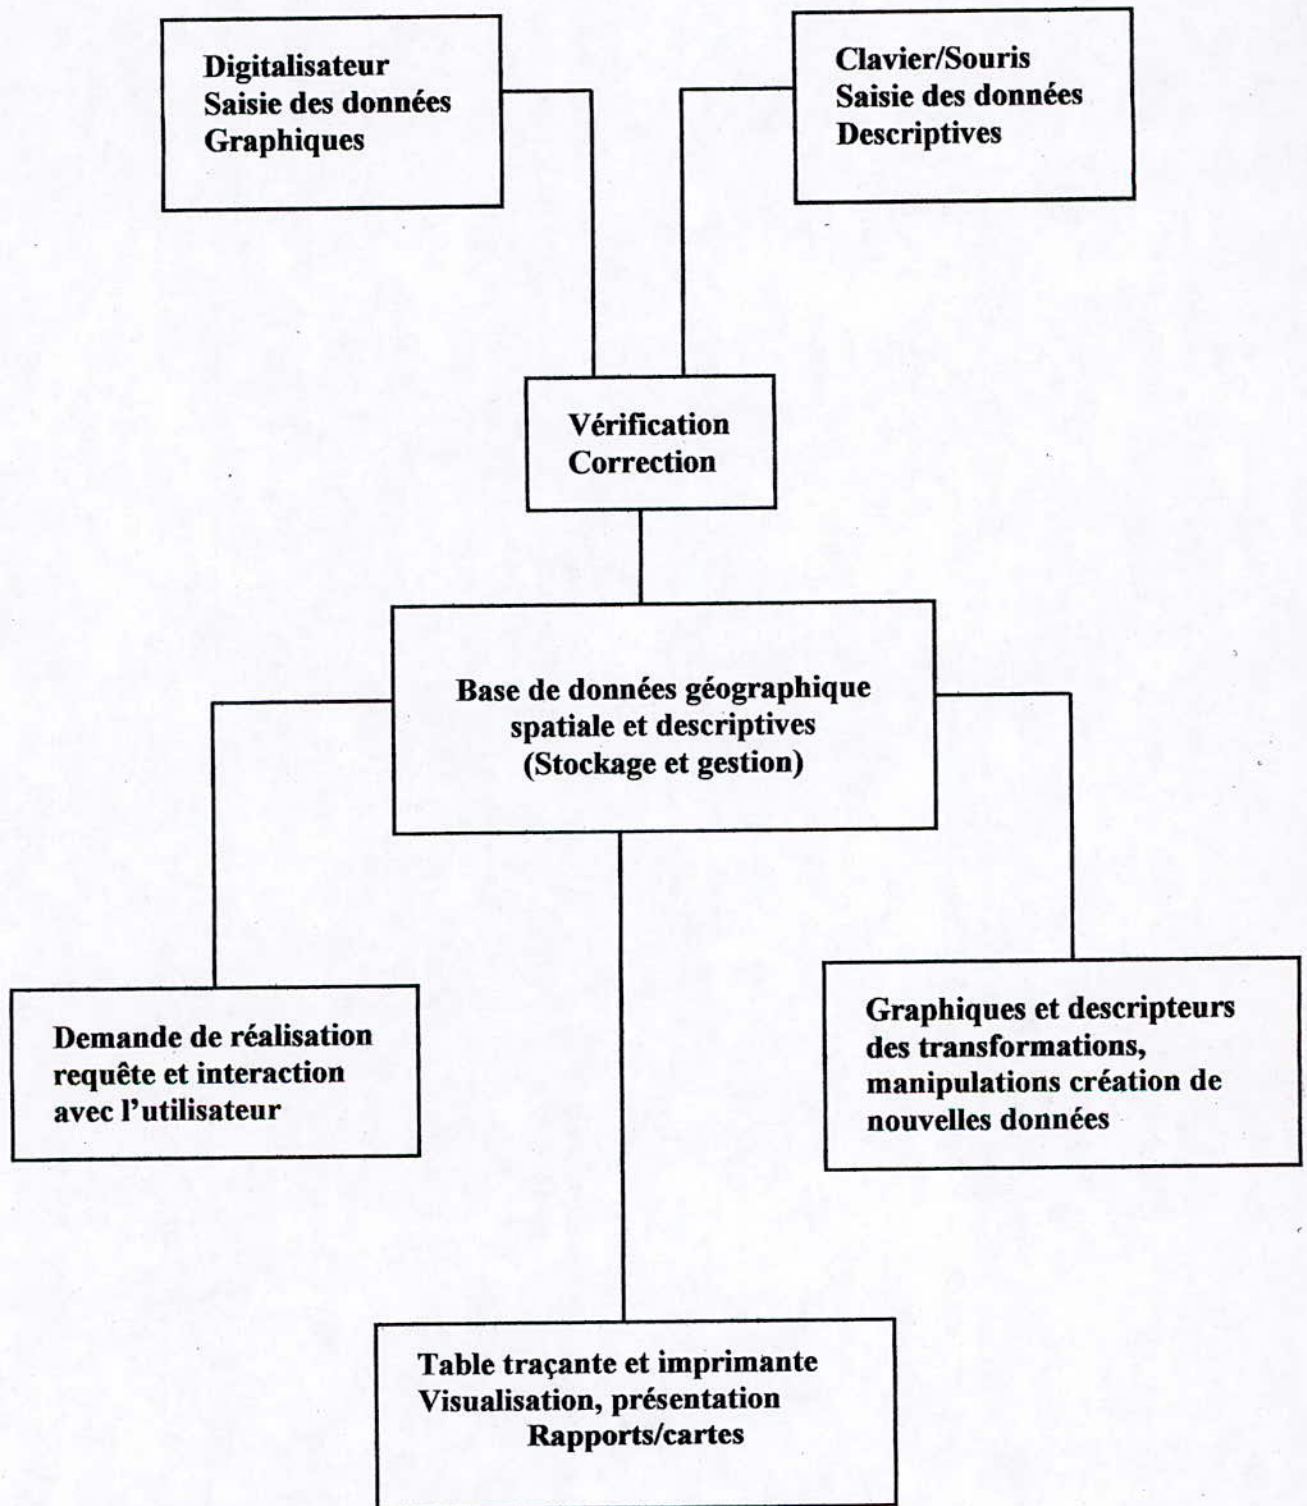 Digitalisateur
Saisie des données
Graphiques
Clavier/Souris
Saisie des données
Descriptives
Vérification
Correction
Base de données géographique
spatiale et descriptives
(Stockage et gestion)
Demande de réalisation
requête et interaction
avec l'utilisateur
Graphiques et descripteurs
des transformations,
manipulations création de
nouvelles données
Table traçante et imprimante
Visualisation, présentation
Rapports/cartes